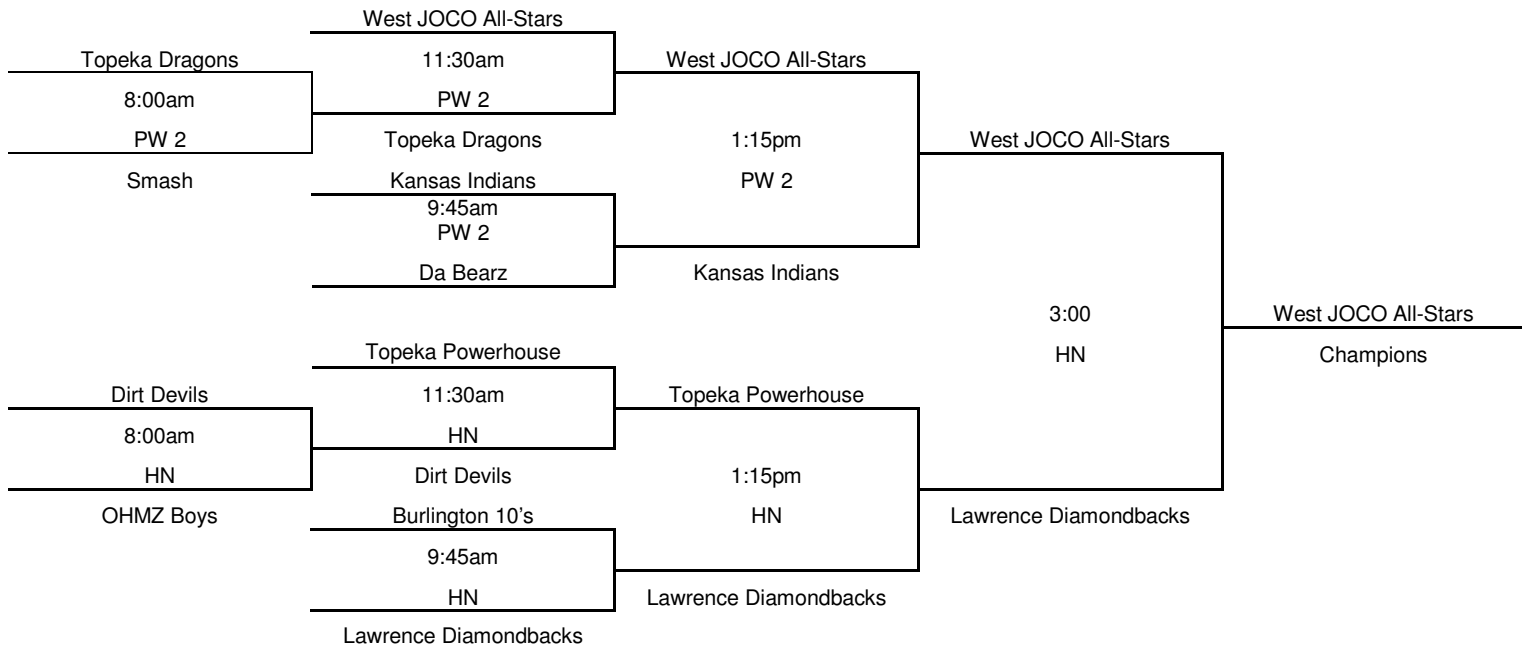 West JOCO All-Stars
Topeka Dragons 11:30am West JOCO All-Stars
8:00am PW 2
PW 2 Topeka Dragons 1:15pm West JOCO All-Stars
Smash Kansas Indians PW 2
9:45am
PW 2
Da Bearz Kansas Indians
3:00 West JOCO All-Stars
Topeka Powerhouse HN Champions
Dirt Devils 11:30am Topeka Powerhouse
8:00am HN
HN Dirt Devils 1:15pm
OHMZ Boys Burlington 10’s HN Lawrence Diamondbacks
9:45am
HN Lawrence Diamondbacks
Lawrence Diamondbacks